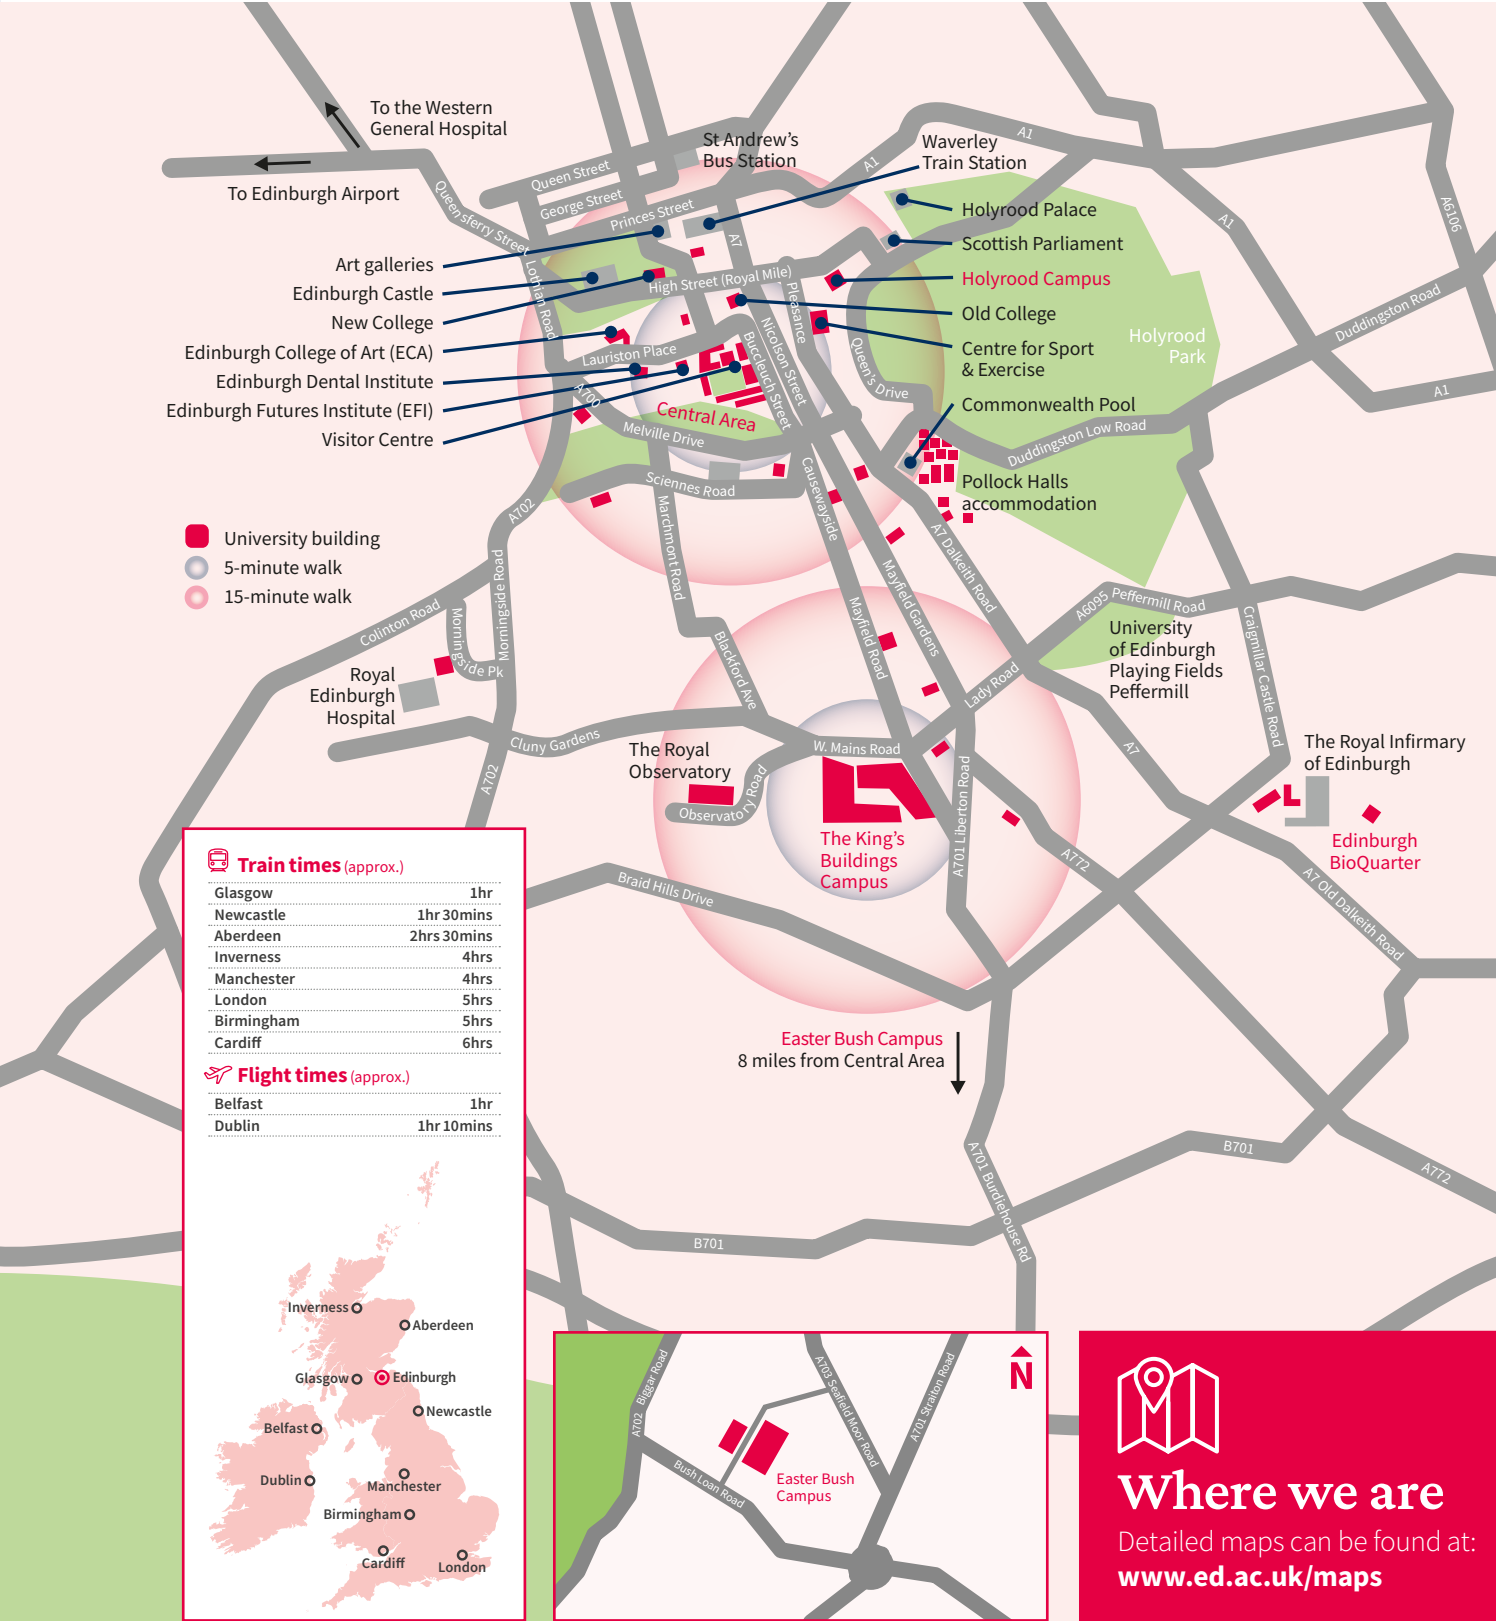 To the Western
General Hospital
To Edinburgh Airport
St Andrew's
Bus Station
Waverley
Train Station
A1
A1
A1
A6106
Queen Street
George Street
Princes Street
Queensferry Street
A7
Holyrood Palace
Scottish Parliament
Holyrood Campus
Old College
Centre for Sport
& Exercise
Commonwealth Pool
Holyrood
Park
Art galleries
Edinburgh Castle
New College
Edinburgh College of Art (ECA)
Edinburgh Dental Institute
Edinburgh Futures Institute (EFI)
Visitor Centre
Lothian Road
High Street (Royal Mile)
Pleasance
Nicolson Street
Buccleuch Street
Lauriston Place
A700
Central Area
Melville Drive
Queen's Drive
Duddingston Road
A1
Duddingston Low Road
Pollock Halls
accommodation
Sciennes Road
Causewayside
Marchmont Road
A702
University building
5-minute walk
15-minute walk
A7 Dalkeith Road
Mayfield Gardens
Mayfield Road
A6095 Peffermill Road
University
of Edinburgh
Playing Fields
Peffermill
Craigmillar Castle Road
Colinton Road
Morningside Road
Morningside Pk
Royal
Edinburgh
Hospital
Blackford Ave
Lady Road
Cluny Gardens
A702
The Royal
Observatory
Observatory Road
W. Mains Road
A701 Liberton Road
The King's
Buildings
Campus
A7
The Royal Infirmary
of Edinburgh
Edinburgh
BioQuarter
A772
A7 Old Dalkeith Road
Braid Hills Drive
Easter Bush Campus
8 miles from Central Area
A701 Burdiehouse Rd
B701
B701
A772
Train times (approx.)
Glasgow 1hr
Newcastle 1hr 30mins
Aberdeen 2hrs 30mins
Inverness 4hrs
Manchester 4hrs
London 5hrs
Birmingham 5hrs
Cardiff 6hrs
Flight times (approx.)
Belfast 1hr
Dublin 1hr 10mins
Inverness
Aberdeen
Glasgow
Edinburgh
Newcastle
Belfast
Dublin
Manchester
Birmingham
Cardiff
London
A702 Biggar Road
A703 Seafield Moor Road
A701 Straiton Road
Bush Loan Road
Easter Bush
Campus
N
Where we are
Detailed maps can be found at:
www.ed.ac.uk/maps